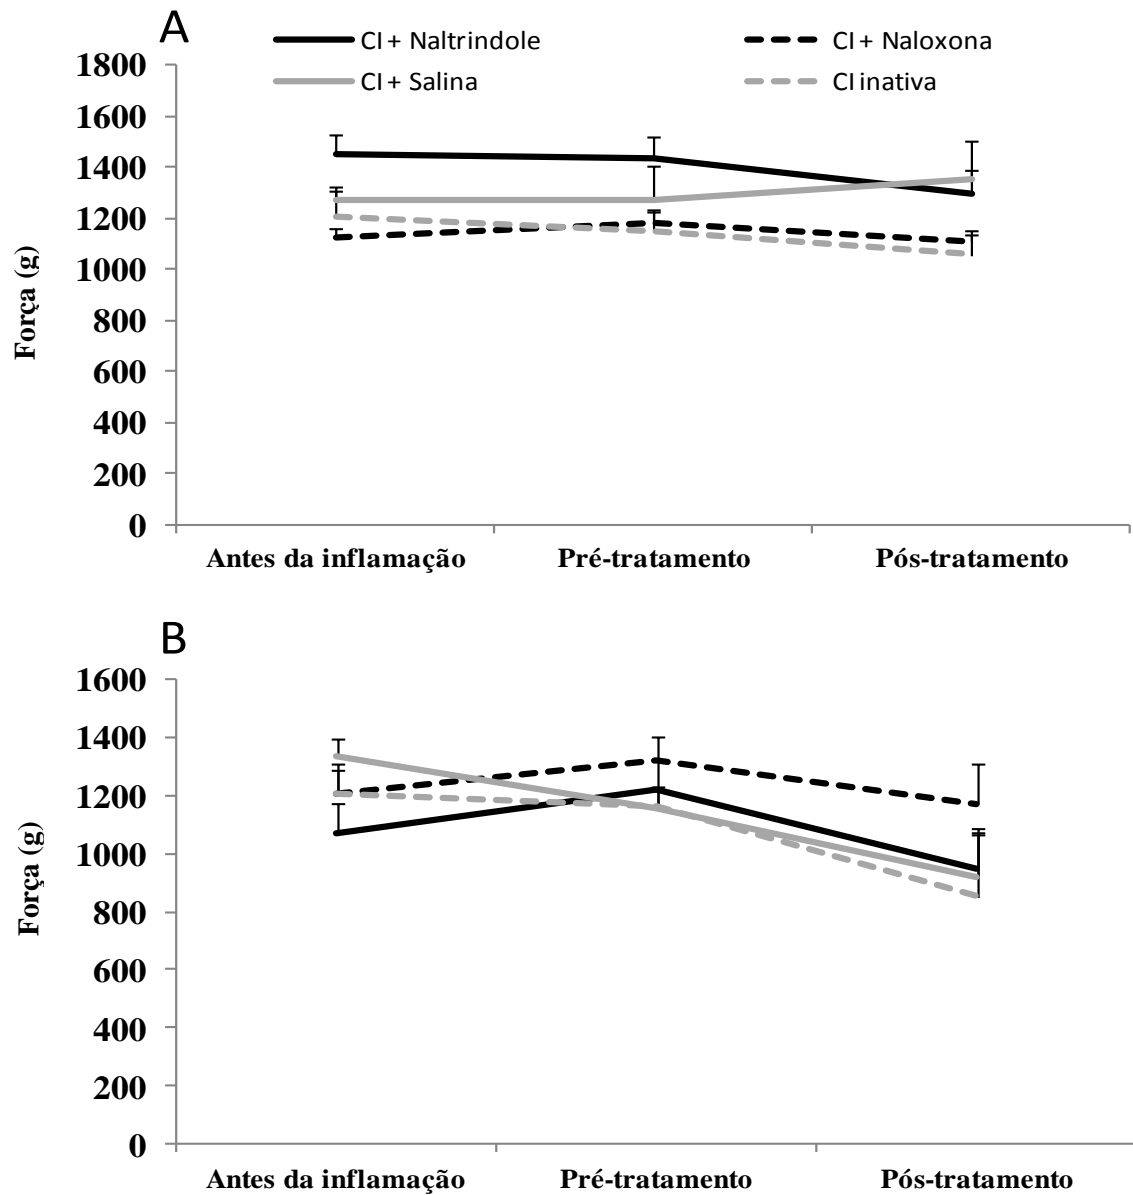 A
CI + Naltrindole
CI + Naloxona
CI + Salina
CI inativa
1800
1600
1400
1200
1000
800
600
400
200
0
Força (g)
Antes da inflamação Pré-tratamento Pós-tratamento
B
1600
1400
1200
1000
800
600
400
200
0
Força (g)
Antes da inflamação Pré-tratamento Pós-tratamento